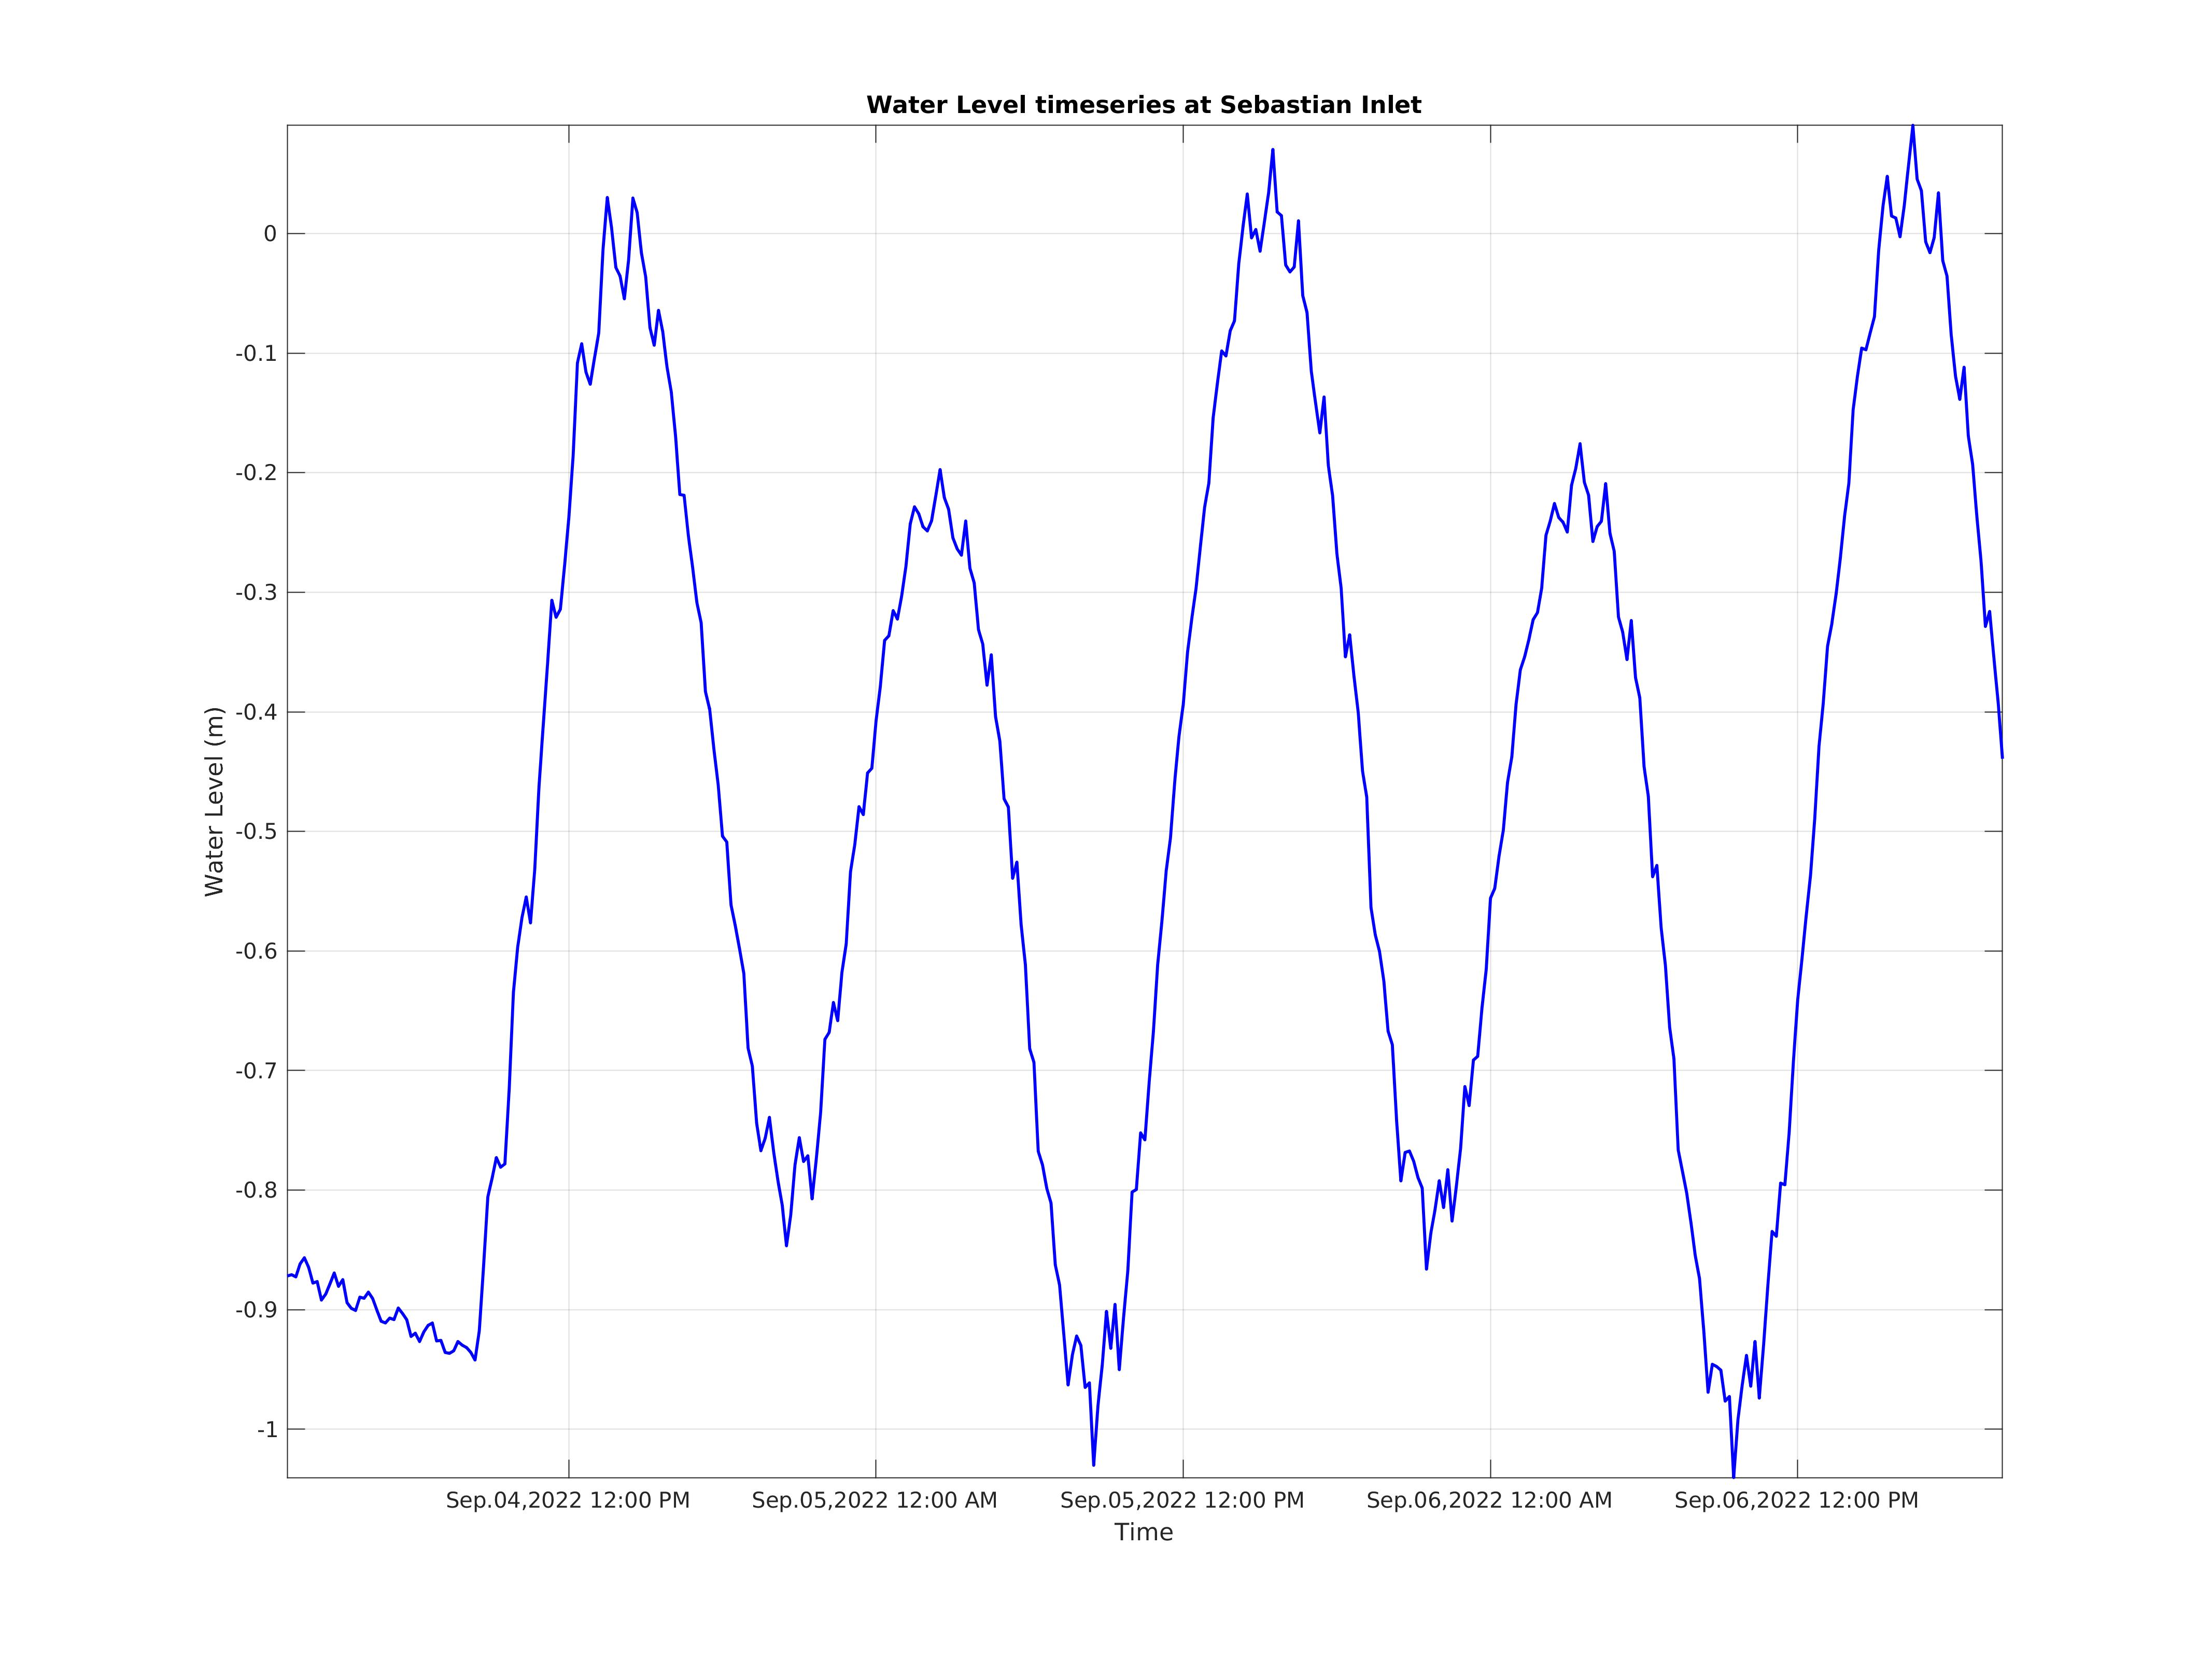 Water Level timeseries at Sebastian Inlet
0
-0.1
-0.2
-0.3
-0.4
-0.5
-0.6
-0.7
-0.8
-0.9
-1
Water Level (m)
Sep.04,2022 12:00 PM
Sep.05,2022 12:00 AM
Sep.05,2022 12:00 PM
Sep.06,2022 12:00 AM
Sep.06,2022 12:00 PM
Time